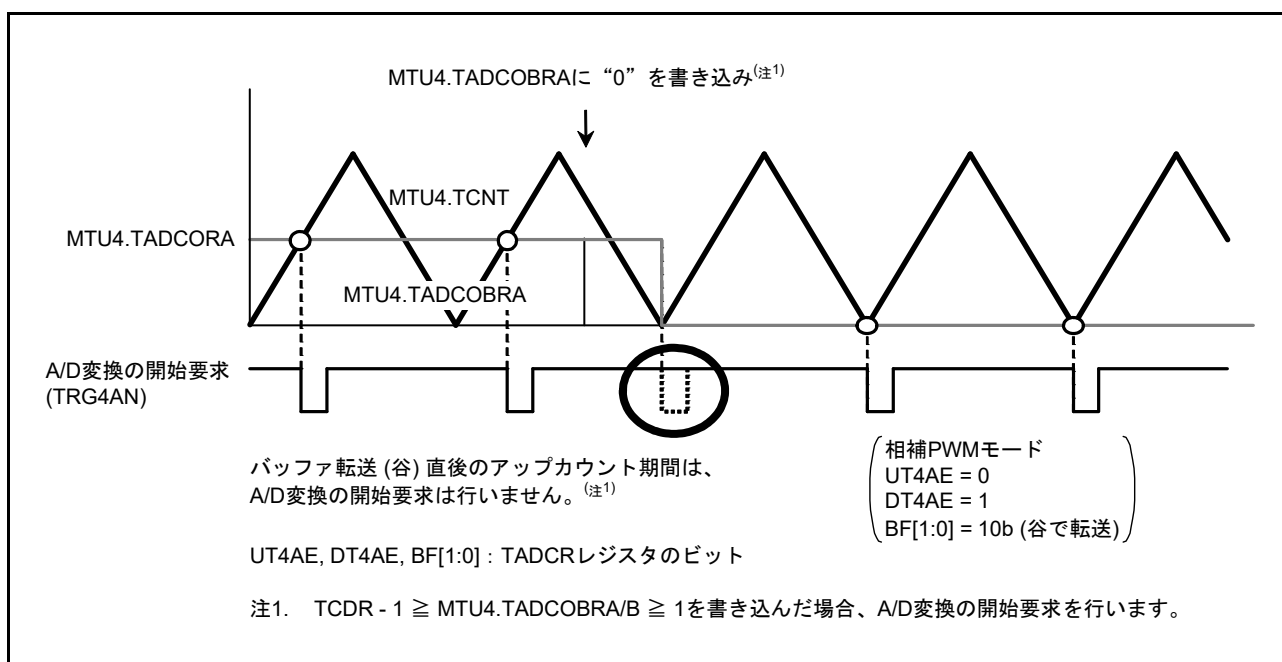 MTU4.TADCOBRAに“0”を書き込み(注1)
MTU4.TCNT
MTU4.TADCORA
MTU4.TADCOBRA
A/D変換の開始要求
(TRG4AN)
バッファ転送 (谷) 直後のアップカウント期間は、
A/D変換の開始要求は行いません。(注1)
相補PWMモード
UT4AE = 0
DT4AE = 1
BF[1:0] = 10b (谷で転送)
UT4AE, DT4AE, BF[1:0] : TADCRレジスタのビット
注1. TCDR - 1 ≧ MTU4.TADCOBRA/B ≧ 1を書き込んだ場合、A/D変換の開始要求を行います。